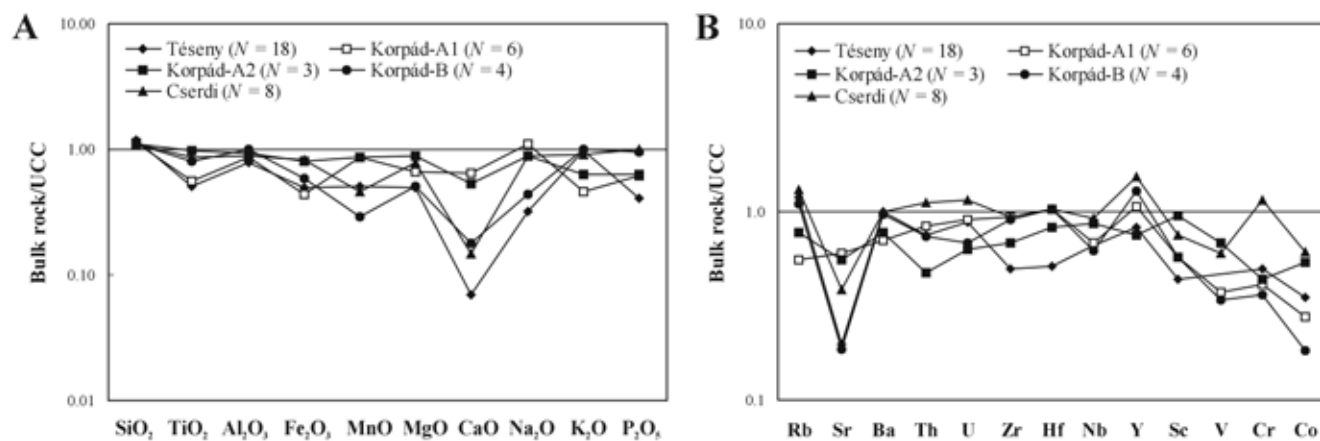 A
Bulk rock/UCC
10.00
1.00
0.10
0.01
Téseny (N = 18) Korpád-A1 (N = 6)
Korpád-A2 (N = 3) Korpád-B (N = 4)
Cserdi (N = 8)
SiO₂ TiO₂ Al₂O₃ Fe₂O₃ MnO MgO CaO Na₂O K₂O P₂O₅
B
Bulk rock/UCC
10.0
1.0
0.1
Téseny (N = 18) Korpád-A1 (N = 6)
Korpád-A2 (N = 3) Korpád-B (N = 4)
Cserdi (N = 8)
Rb Sr Ba Th U Zr Hf Nb Y Sc V Cr Co